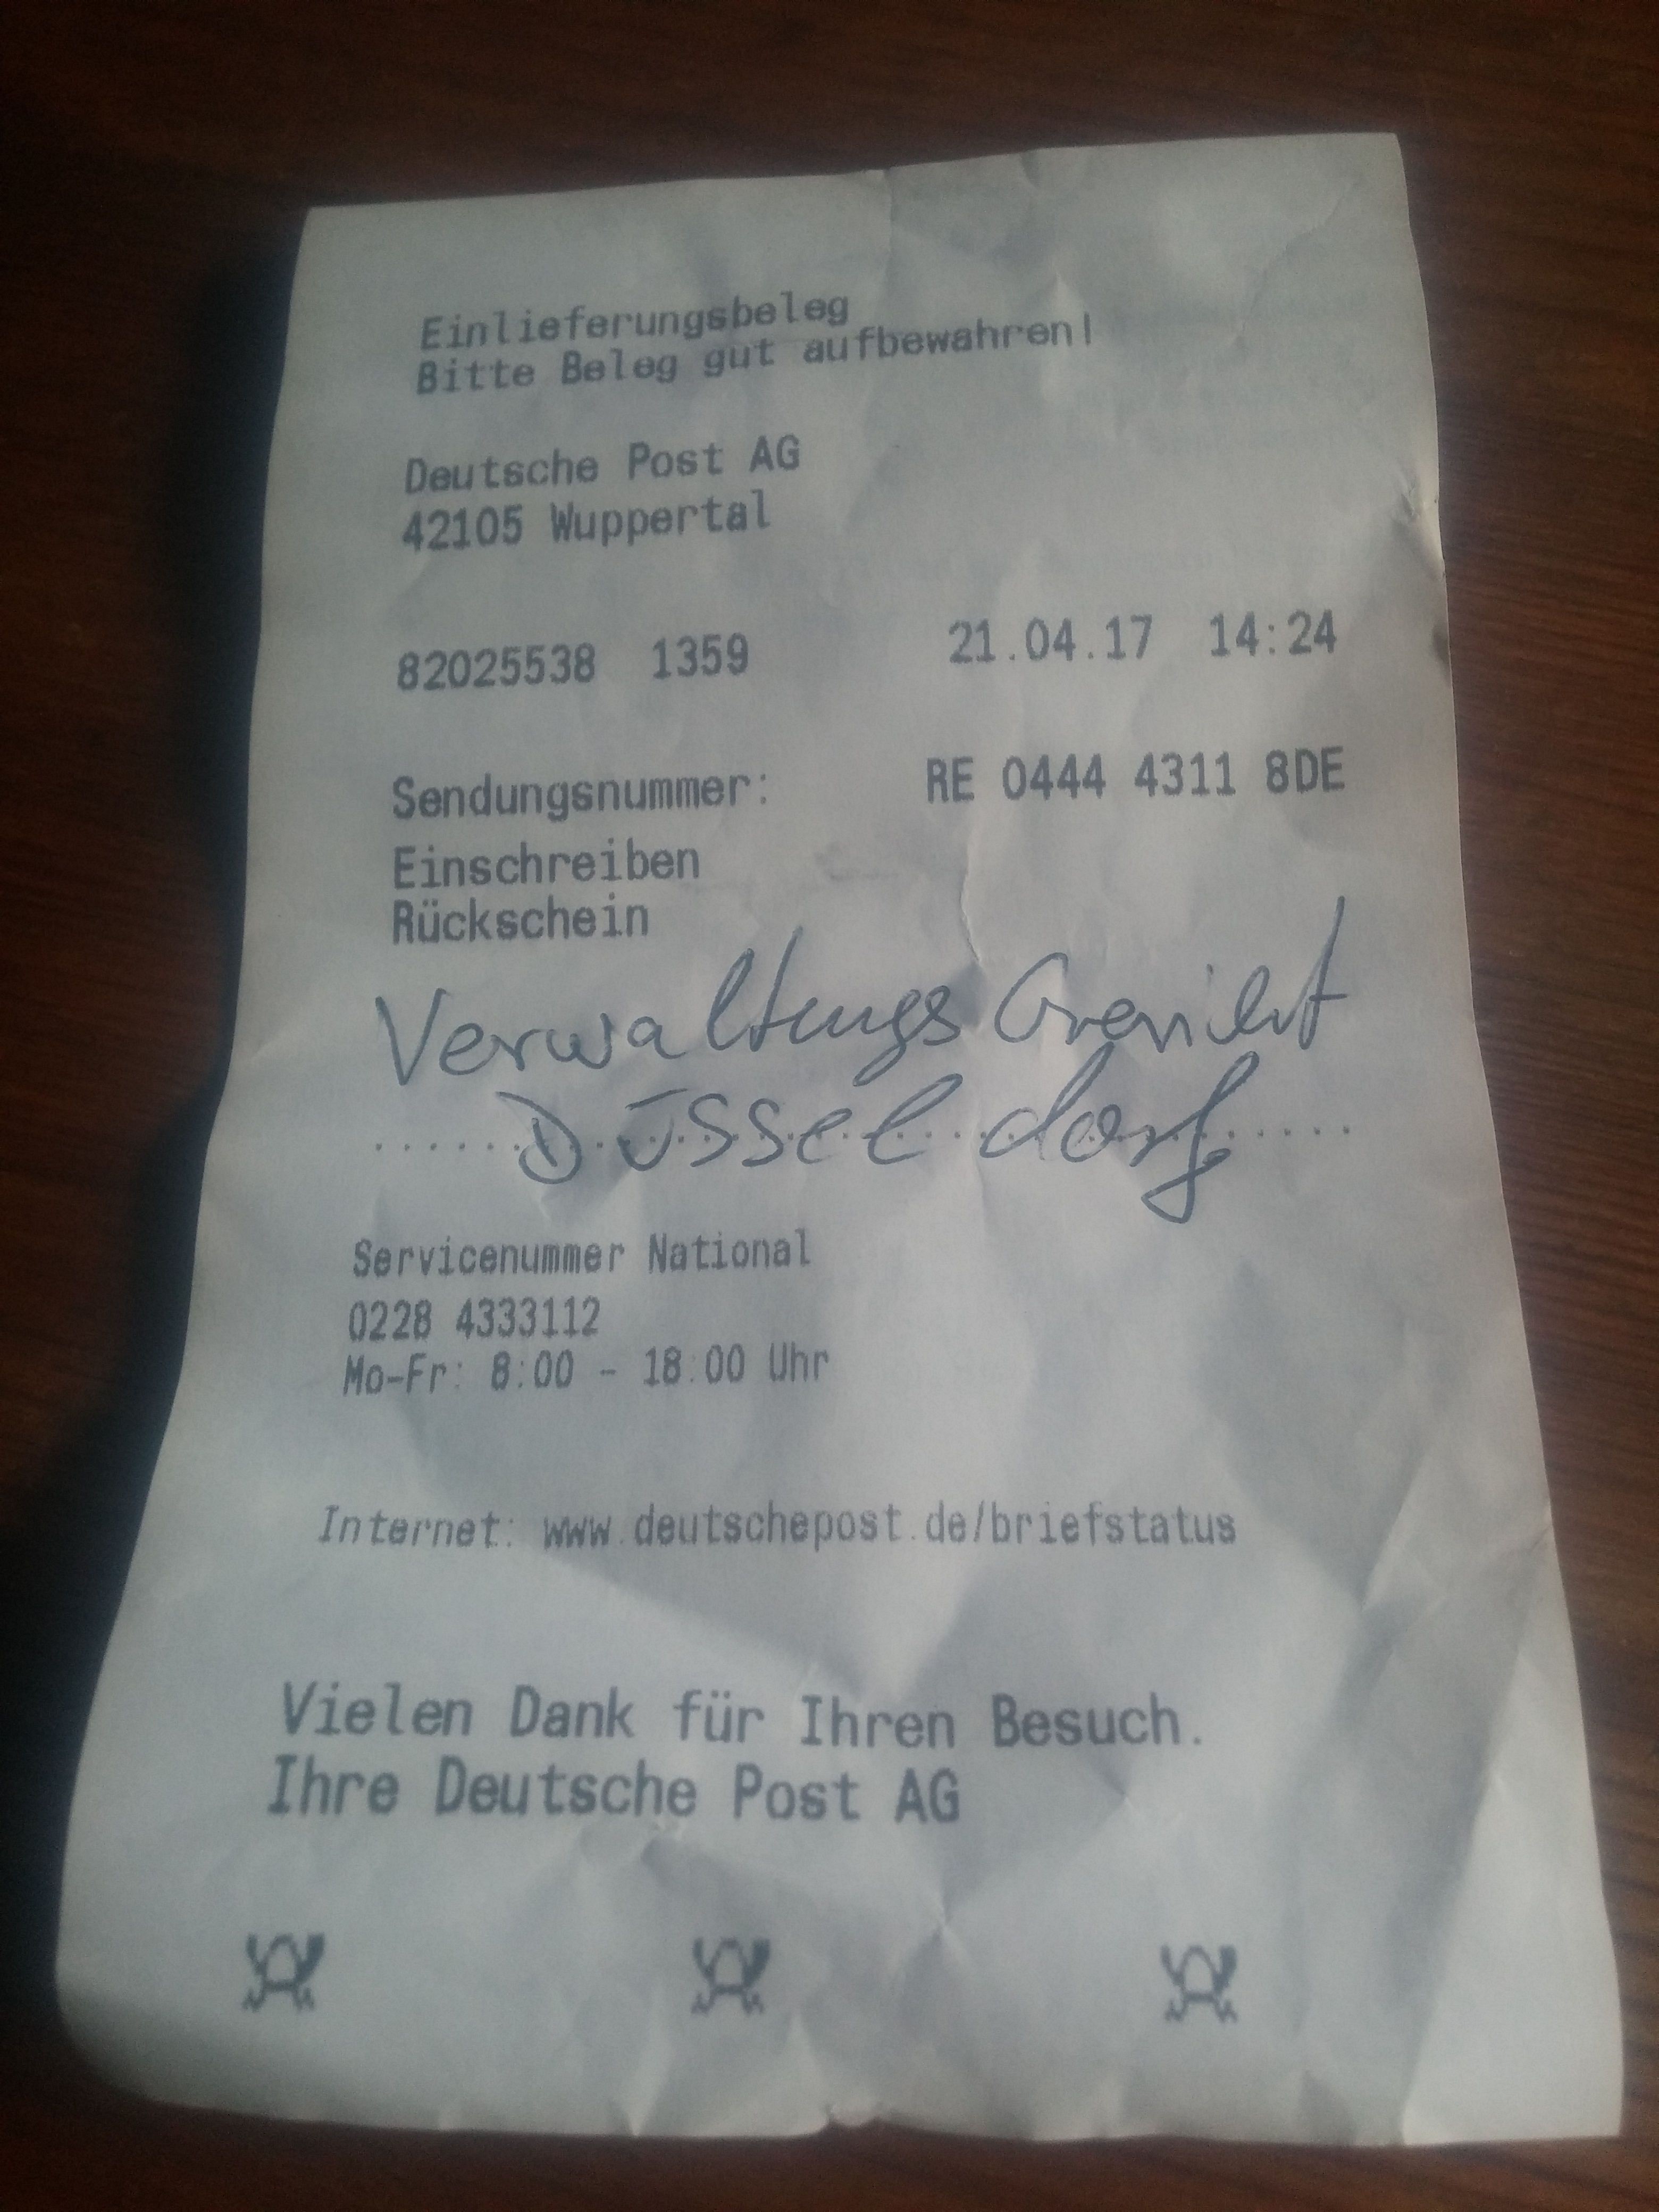 Einlieferungsbeleg
Bitte Beleg gut aufbewahren!
Deutsche Post AG
42105 Wuppertal
82025538 1359 21.04.17 14:24
Sendungsnummer: RE 0444 4311 8DE
Einschreiben
Rückschein
Verwaltungs Gericht
Düsseldorf
Servicenummer National
0228 4333112
Mo-Fr: 8:00 - 18:00 Uhr
Internet: www.deutschepost.de/briefstatus
Vielen Dank für Ihren Besuch.
Ihre Deutsche Post AG